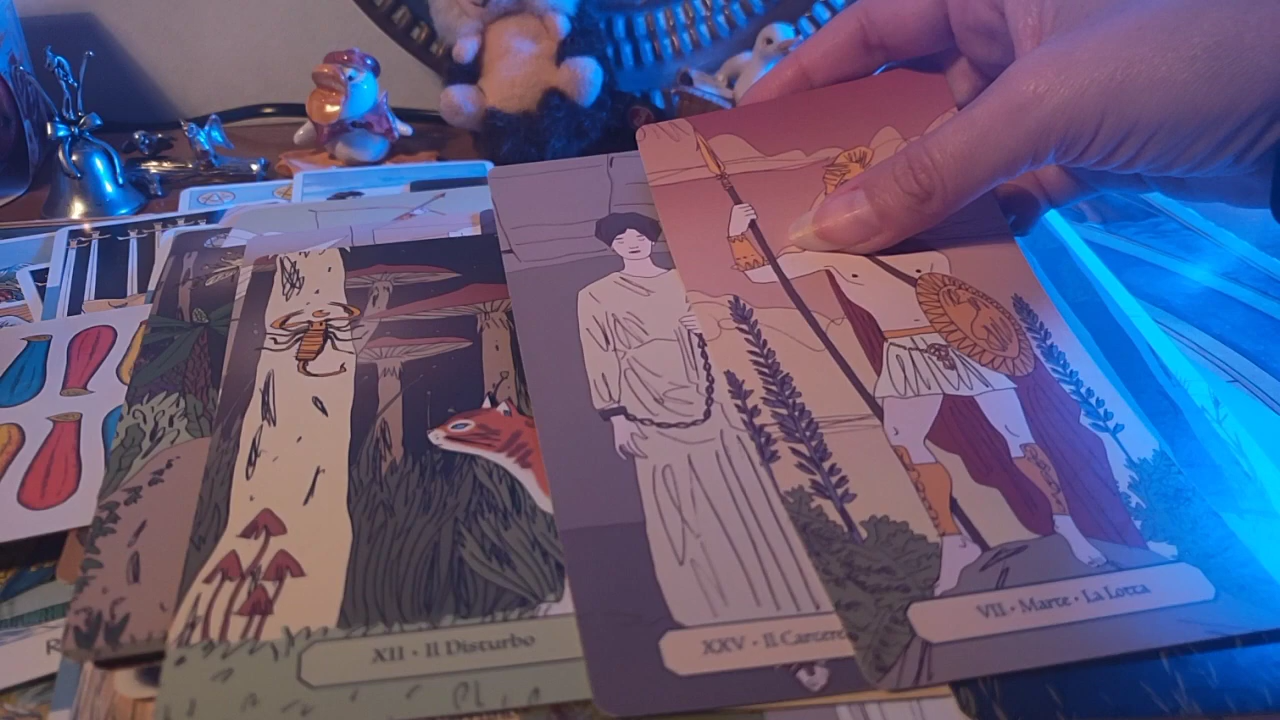 XII • Il Disturbo
XXV • Il Carcere
VII • Marte • La Lotta
R